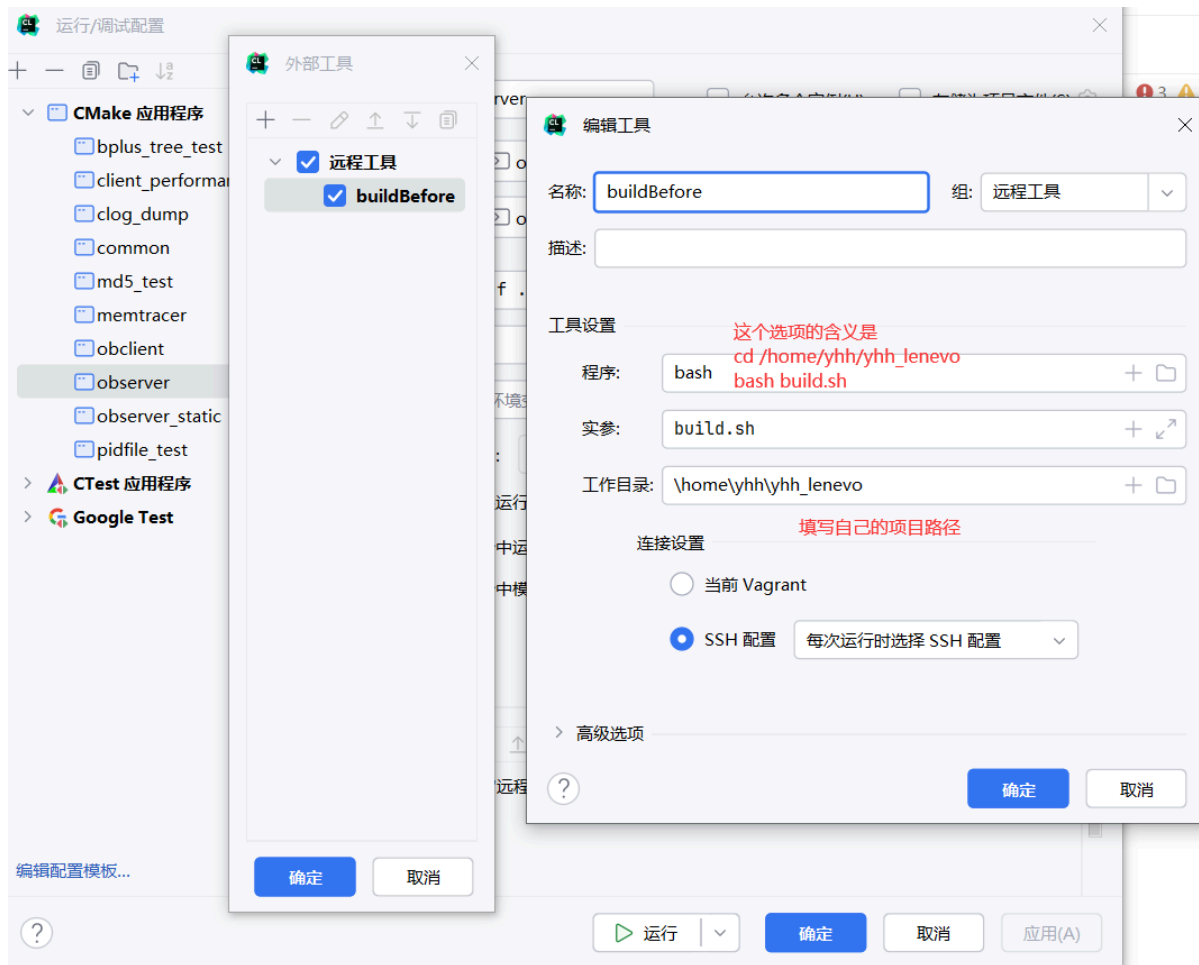 运行/调试配置
CMake 应用程序
bplus_tree_test
client_performa
clog_dump
common
md5_test
memtracer
obclient
observer
observer_static
pidfile_test
CTest 应用程序
Google Test
编辑配置模板...
外部工具
远程工具
buildBefore
确定
取消
rver
3
编辑工具
名称:
buildBefore
组:
远程工具
描述:
工具设置
这个选项的含义是
cd /home/yhh/yhh_lenevo
bash build.sh
程序:
bash
实参:
build.sh
工作目录:
\home\yhh\yhh_lenevo
填写自己的项目路径
连接设置
当前 Vagrant
SSH 配置
每次运行时选择 SSH 配置
高级选项
确定
取消
运行
确定
取消
应用(A)